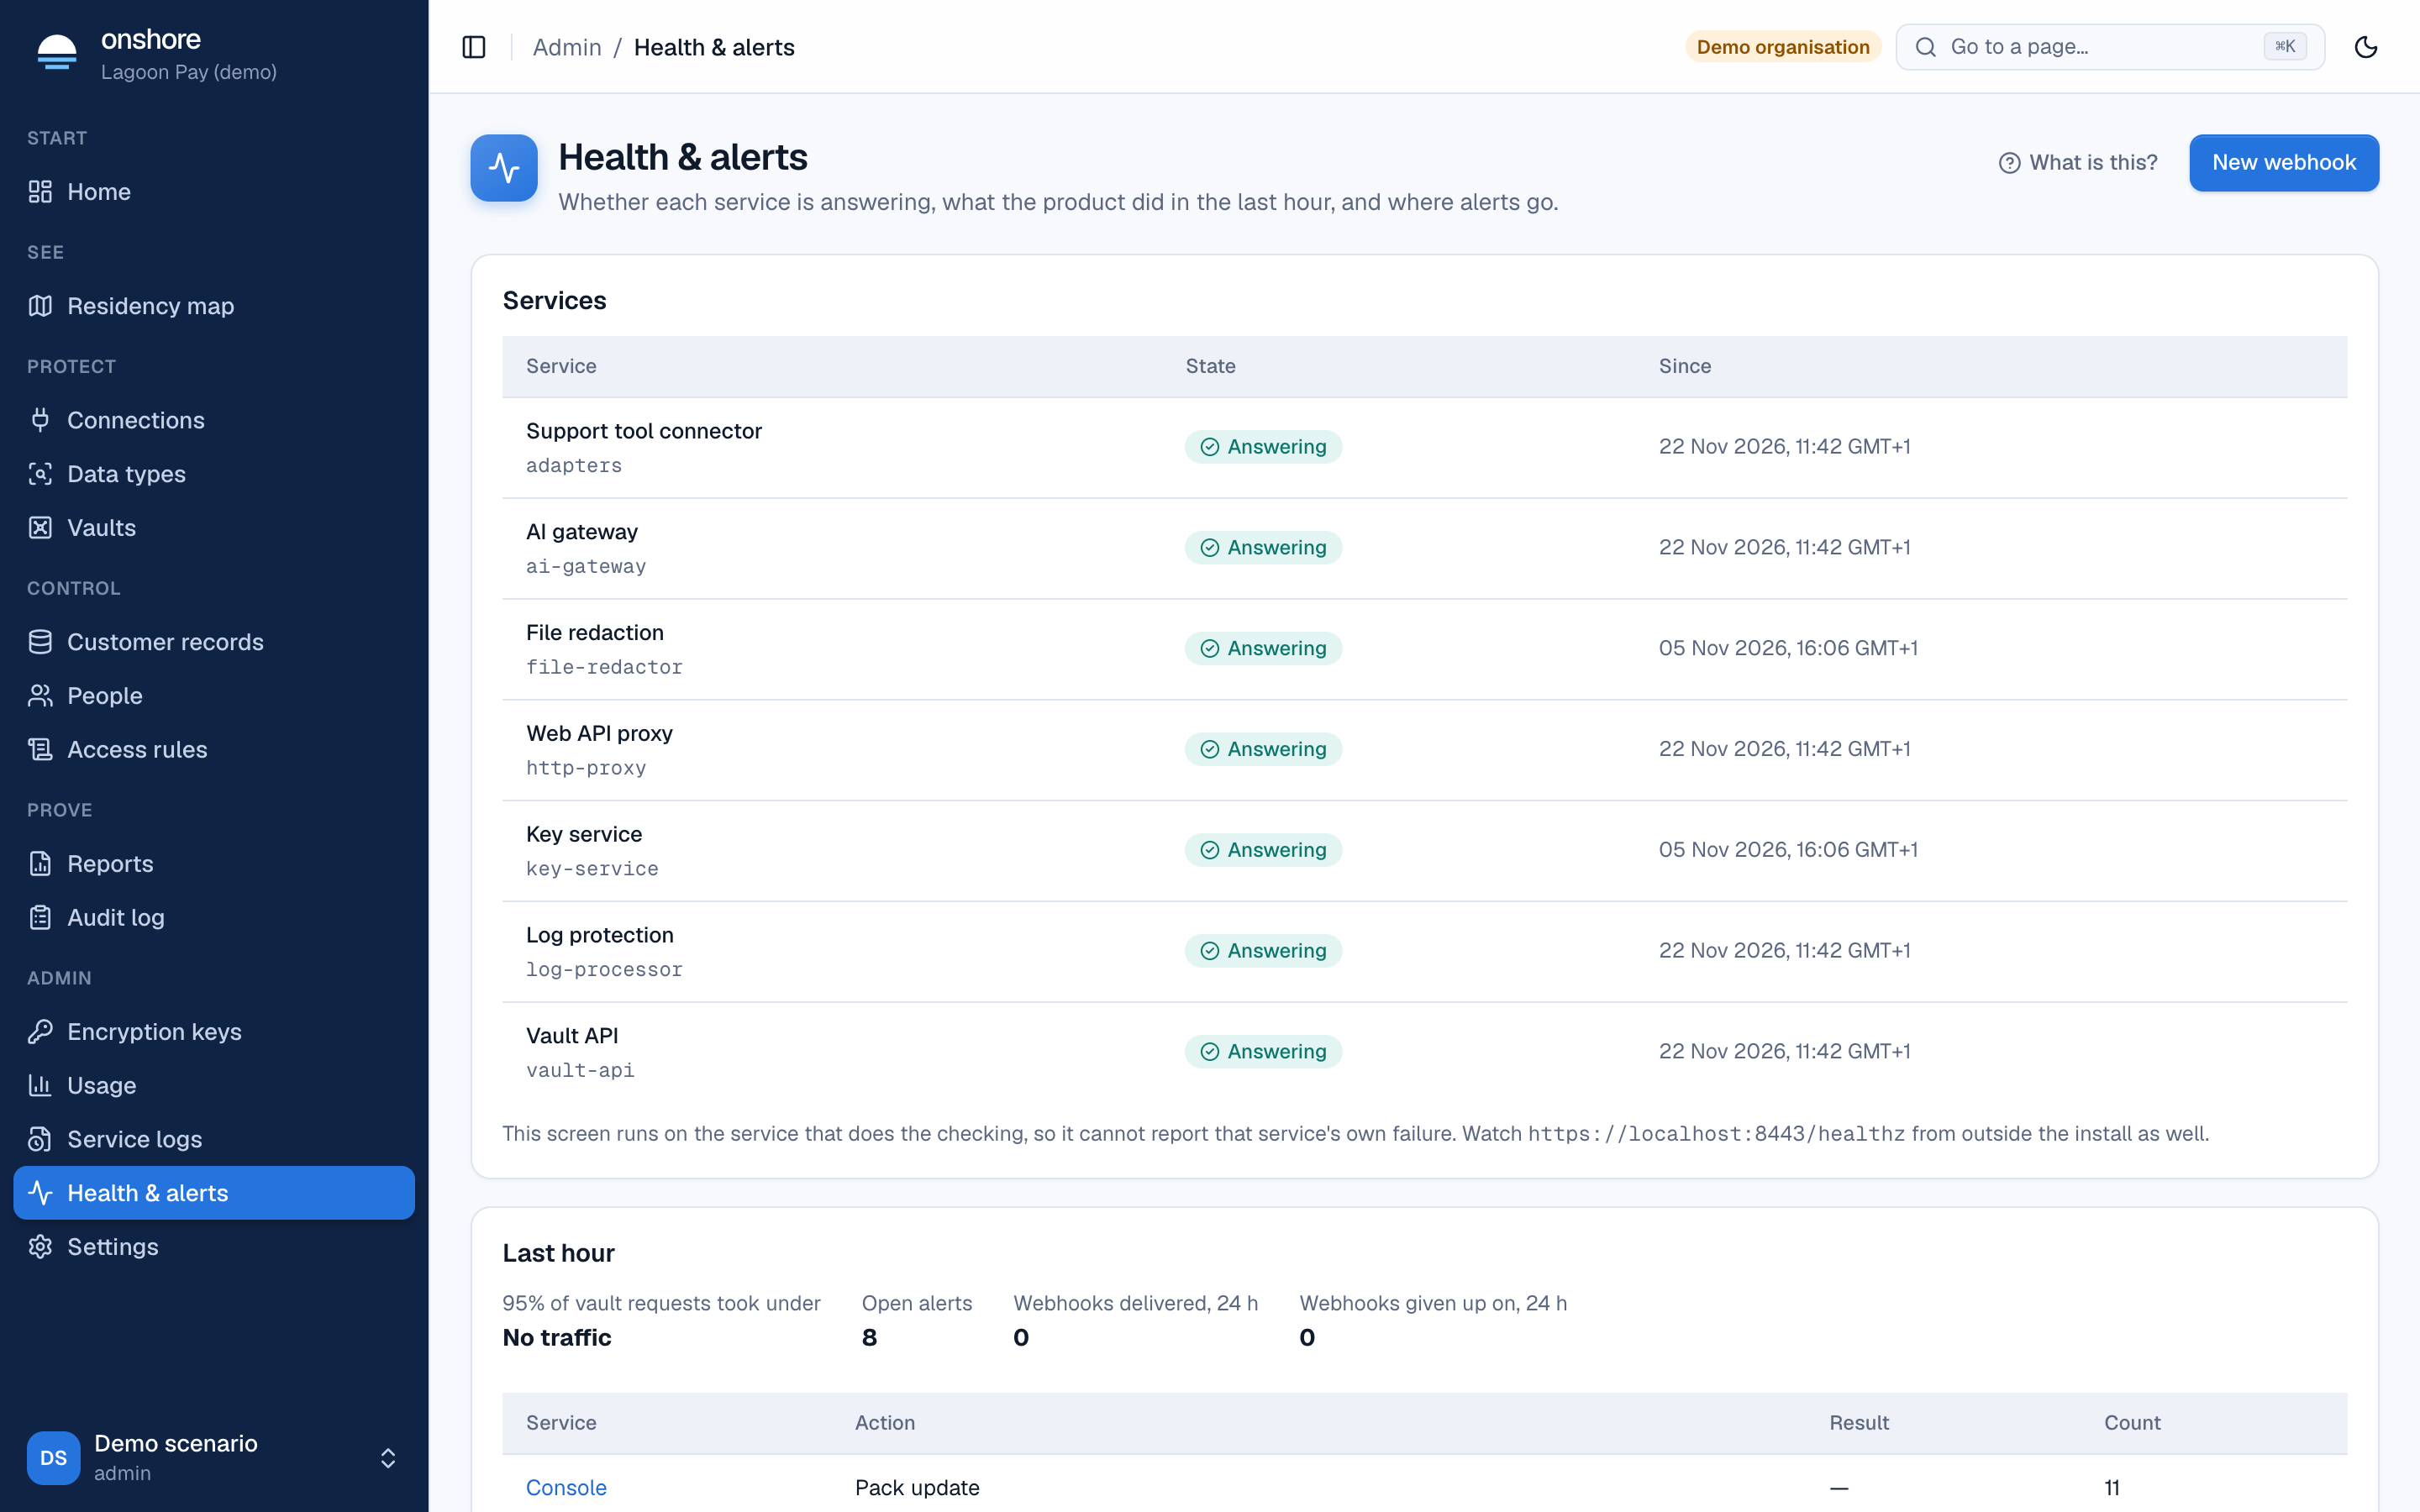 onshore
Lagoon Pay (demo)
START
Home
SEE
Residency map
PROTECT
Connections
Data types
Vaults
CONTROL
Customer records
People
Access rules
PROVE
Reports
Audit log
ADMIN
Encryption keys
Usage
Service logs
Health & alerts
Settings
DS
Demo scenario
admin
Admin / Health & alerts
Demo organisation
Go to a page...
⌘K
Health & alerts
Whether each service is answering, what the product did in the last hour, and where alerts go.
What is this?
New webhook
Services
Service State Since
Support tool connector
adapters
Answering
22 Nov 2026, 11:42 GMT+1
AI gateway
ai-gateway
Answering
22 Nov 2026, 11:42 GMT+1
File redaction
file-redactor
Answering
05 Nov 2026, 16:06 GMT+1
Web API proxy
http-proxy
Answering
22 Nov 2026, 11:42 GMT+1
Key service
key-service
Answering
05 Nov 2026, 16:06 GMT+1
Log protection
log-processor
Answering
22 Nov 2026, 11:42 GMT+1
Vault API
vault-api
Answering
22 Nov 2026, 11:42 GMT+1
This screen runs on the service that does the checking, so it cannot report that service's own failure. Watch https://localhost:8443/healthz from outside the install as well.
Last hour
95% of vault requests took under
No traffic
Open alerts
8
Webhooks delivered, 24 h
0
Webhooks given up on, 24 h
0
Service Action Result Count
Console Pack update — 11